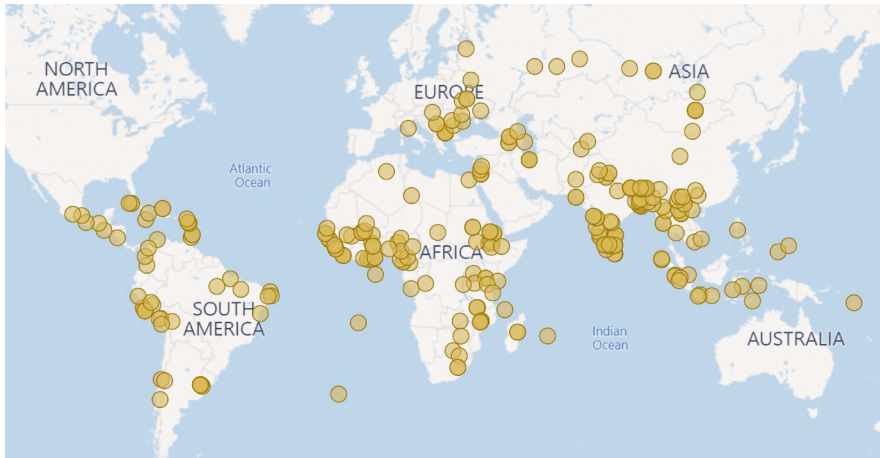 NORTH
AMERICA
EUROPE
ASIA
Atlantic
Ocean
AFRICA
SOUTH
AMERICA
Indian
Ocean
AUSTRALIA